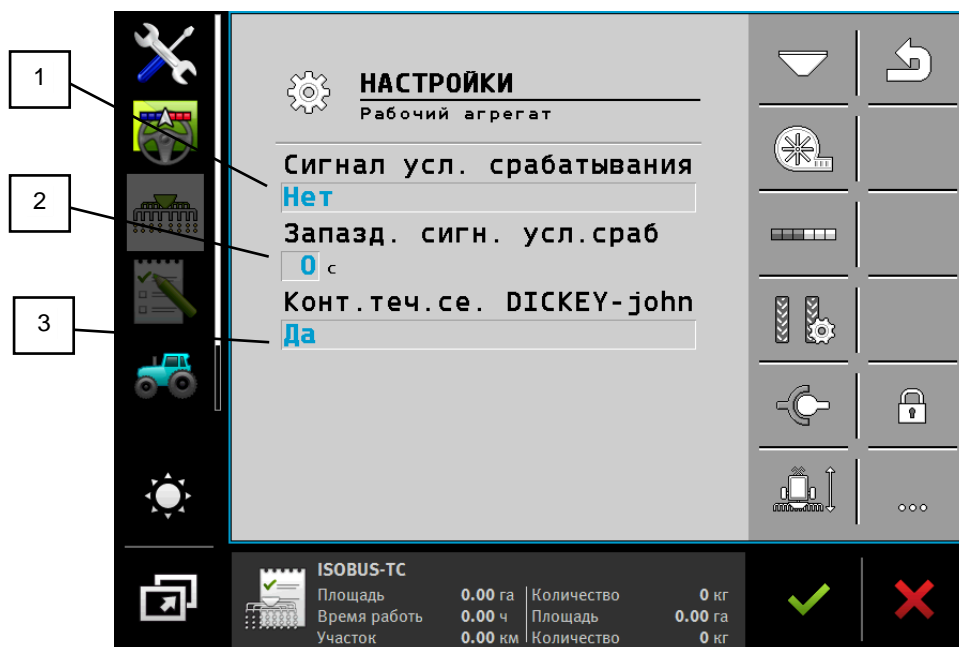 1
2
3
НАСТРОЙКИ
Рабочий агрегат
Сигнал усл. срабатывания
Нет
Запазд. сигн. усл.сраб
0 с
Конт.теч.се. DICKEY-john
Да
ISOBUS-TC
Площадь 0.00 га Количество 0 кг
Время работь 0.00 ч Площадь 0.00 га
Участок 0.00 км Количество 0 кг